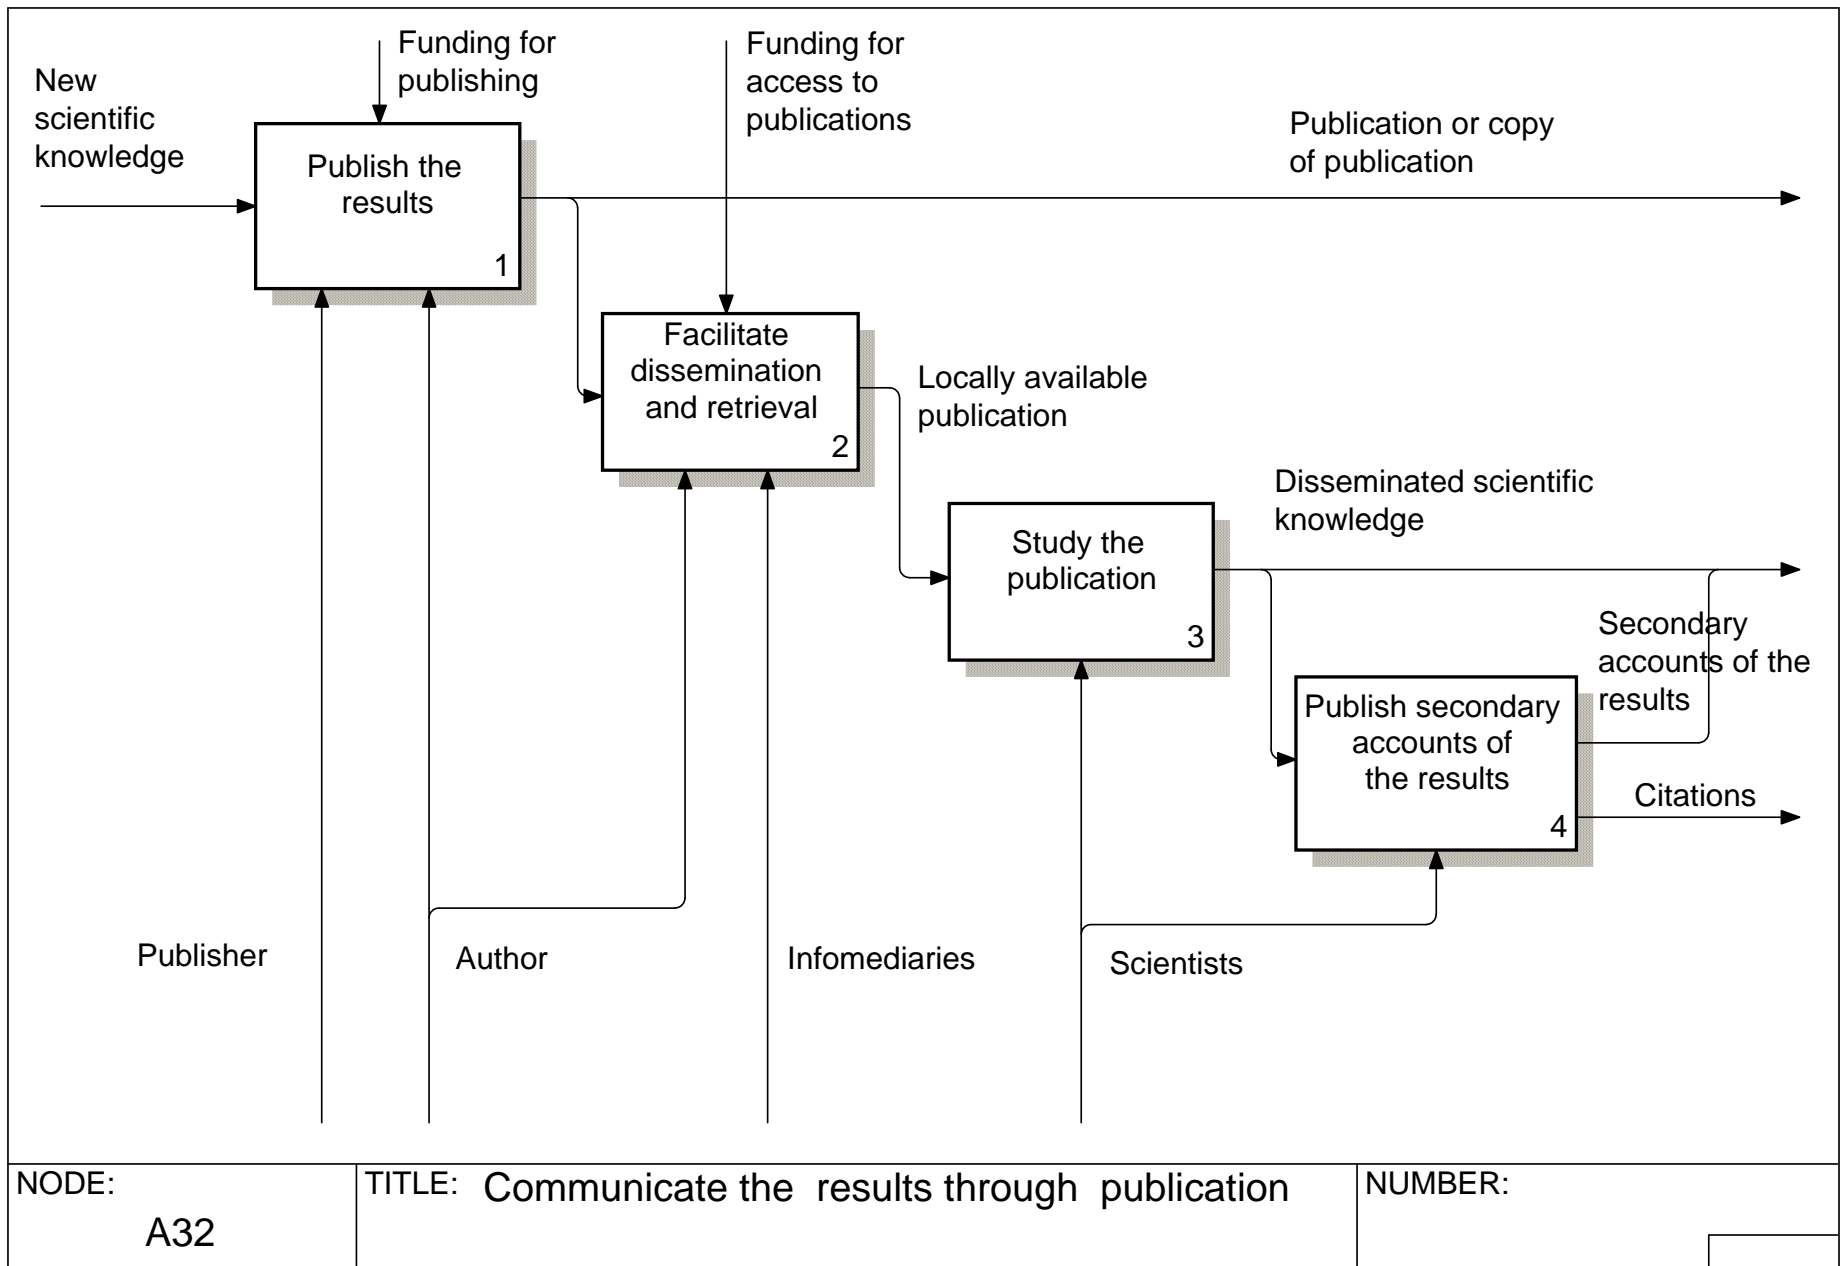 New
scientific
knowledge
Funding for
publishing
Funding for
access to
publications
Publication or copy
of publication
Publish the
results
1
Facilitate
dissemination
and retrieval
2
Locally available
publication
Study the
publication
3
Disseminated scientific
knowledge
Secondary
accounts of the
results
Publish secondary
accounts of
the results
4
Citations
Publisher
Author
Infomediaries
Scientists
NODE:
A32
TITLE: Communicate the results through publication
NUMBER: